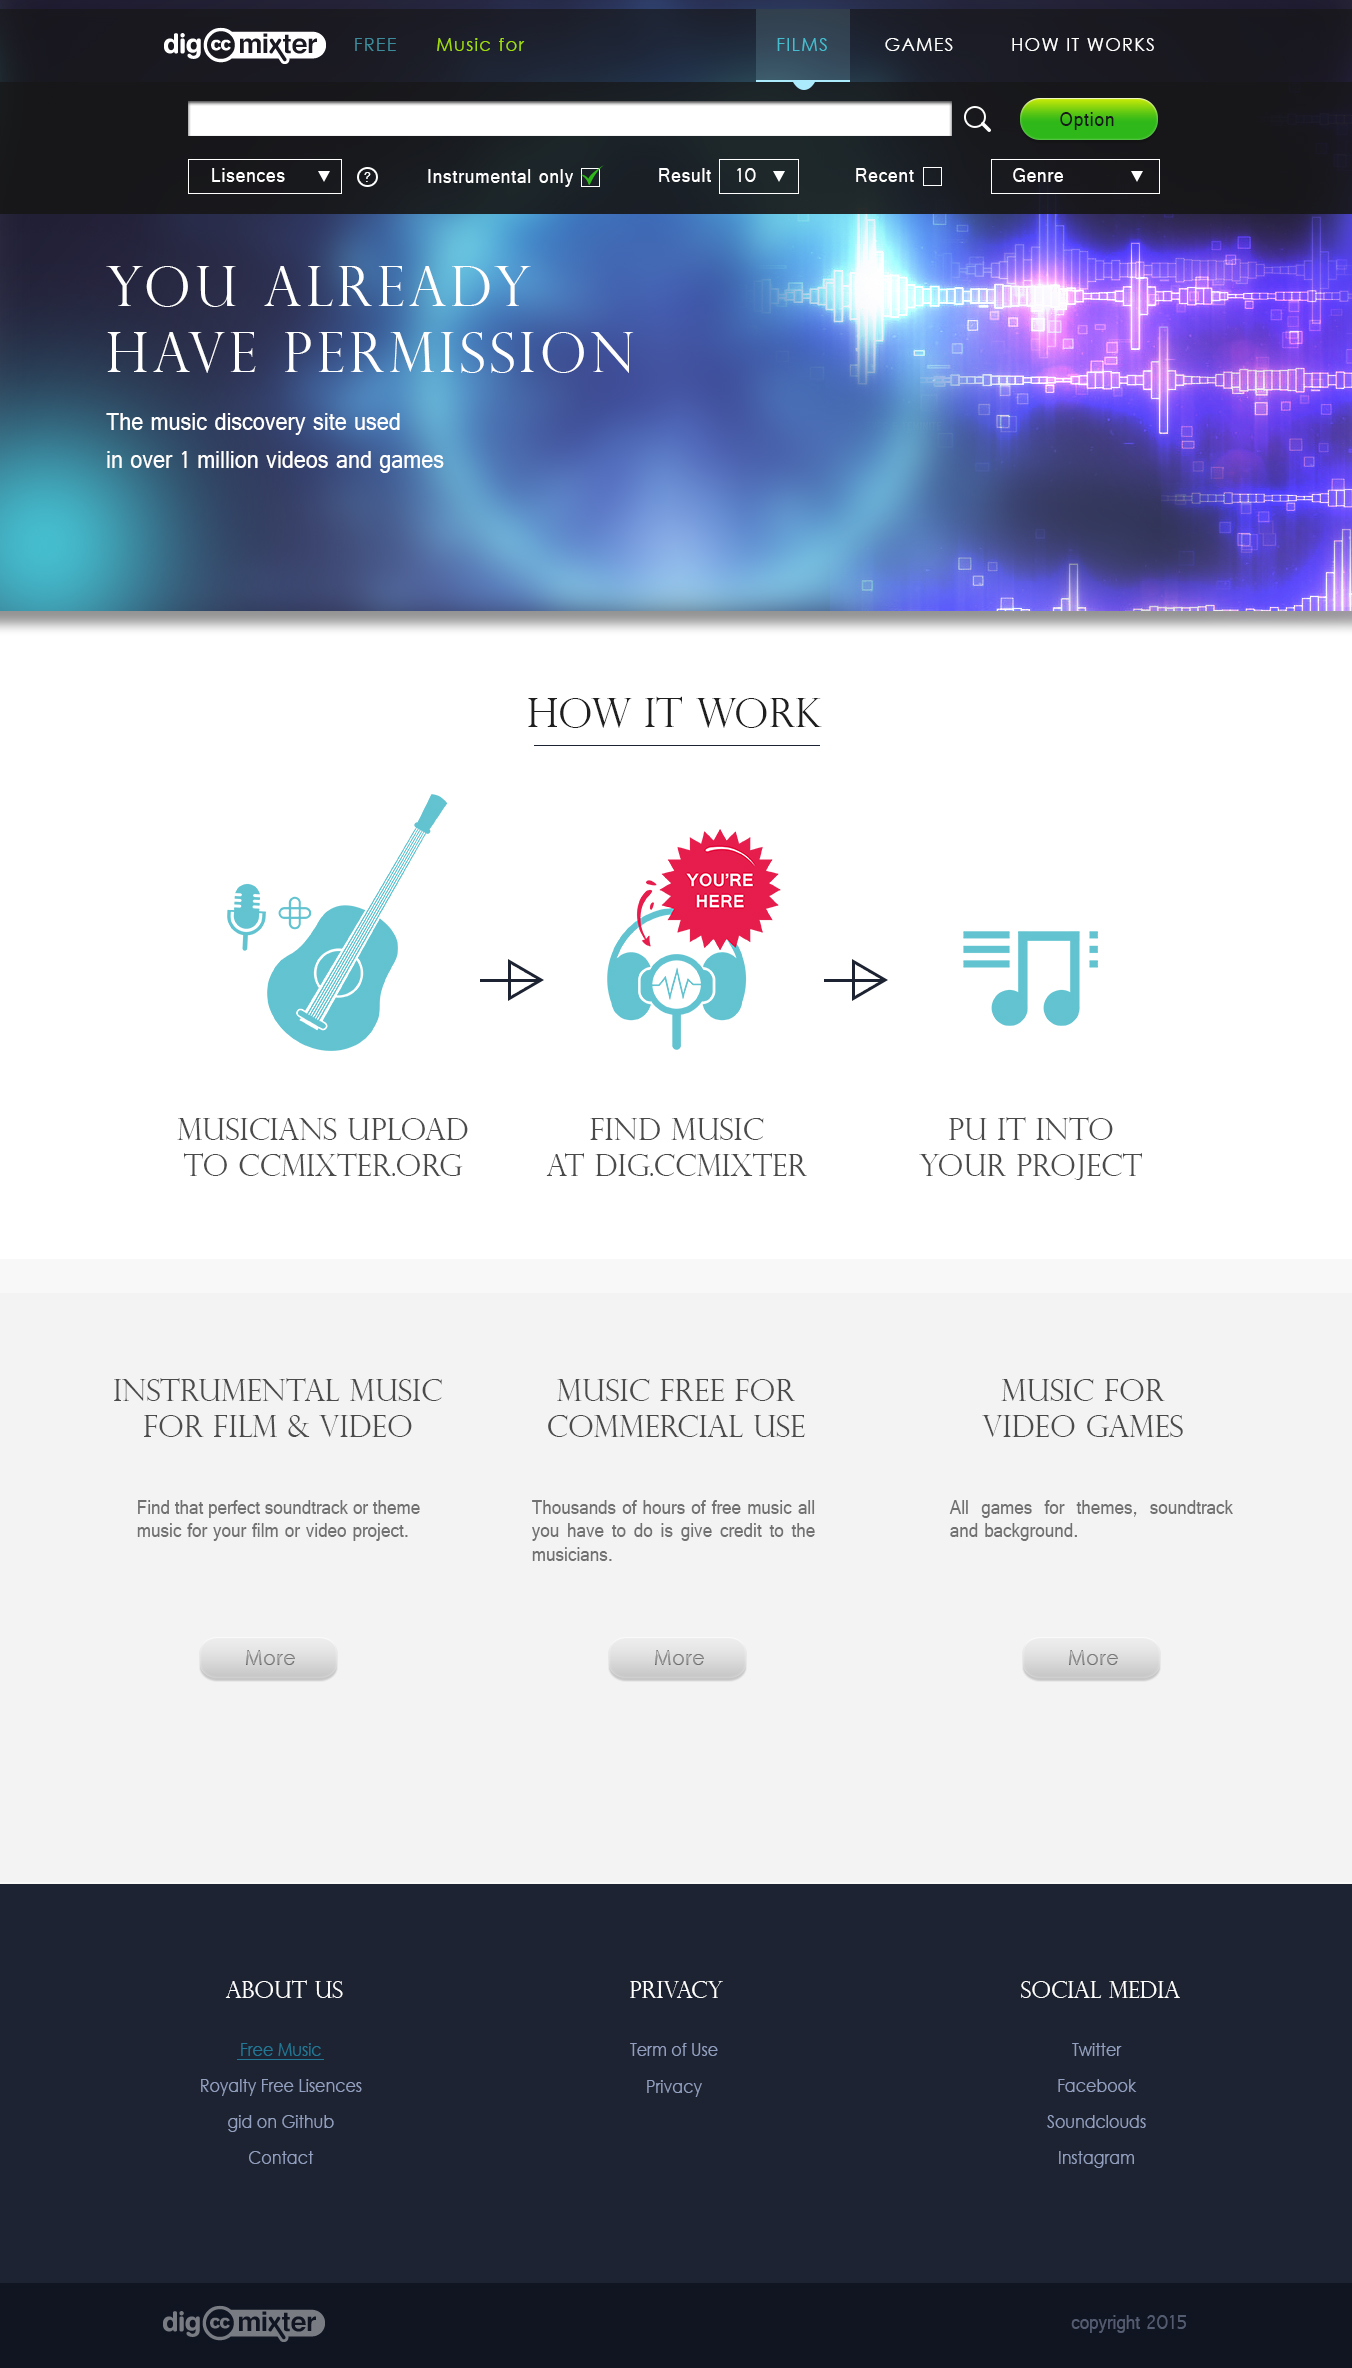 dig cc mixter FREE Music for FILMS GAMES HOW IT WORKS
Option
Lisences ? Instrumental only Result 10 Recent Genre
YOU ALREADY
HAVE PERMISSION
The music discovery site used
in over 1 million videos and games
HOW IT WORK
YOU'RE
HERE
MUSICIANS UPLOAD
TO CCMIXTER.ORG
FIND MUSIC
AT DIG.CCMIXTER
PU IT INTO
YOUR PROJECT
INSTRUMENTAL MUSIC
FOR FILM & VIDEO
Find that perfect soundtrack or theme
music for your film or video project.
More
MUSIC FREE FOR
COMMERCIAL USE
Thousands of hours of free music all
you have to do is give credit to the
musicians.
More
MUSIC FOR
VIDEO GAMES
All games for themes, soundtrack
and background.
More
ABOUT US
Free Music
Royalty Free Lisences
gid on Github
Contact
PRIVACY
Term of Use
Privacy
SOCIAL MEDIA
Twitter
Facebook
Soundclouds
Instagram
dig cc mixter
copyright 2015